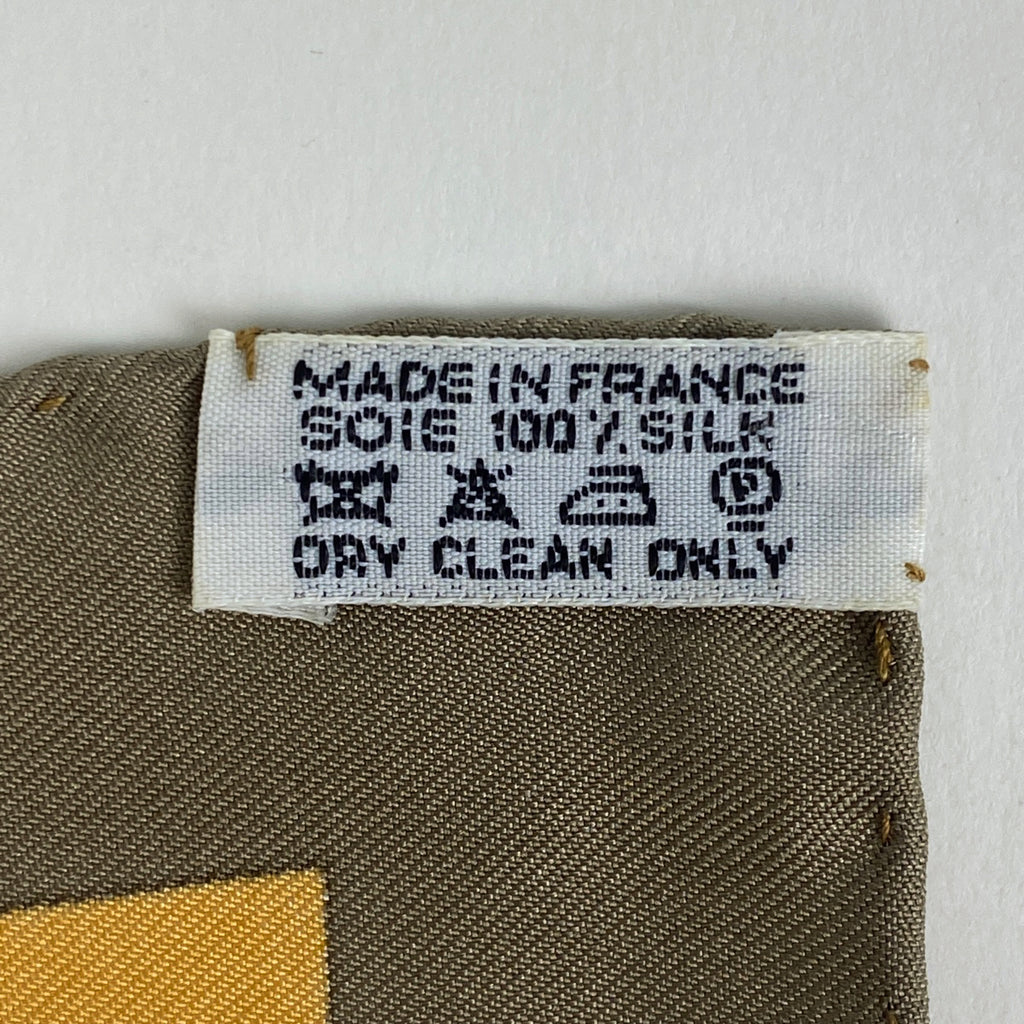 MADE IN FRANCE
SOIE 100% SILK
P
DRY CLEAN ONLY